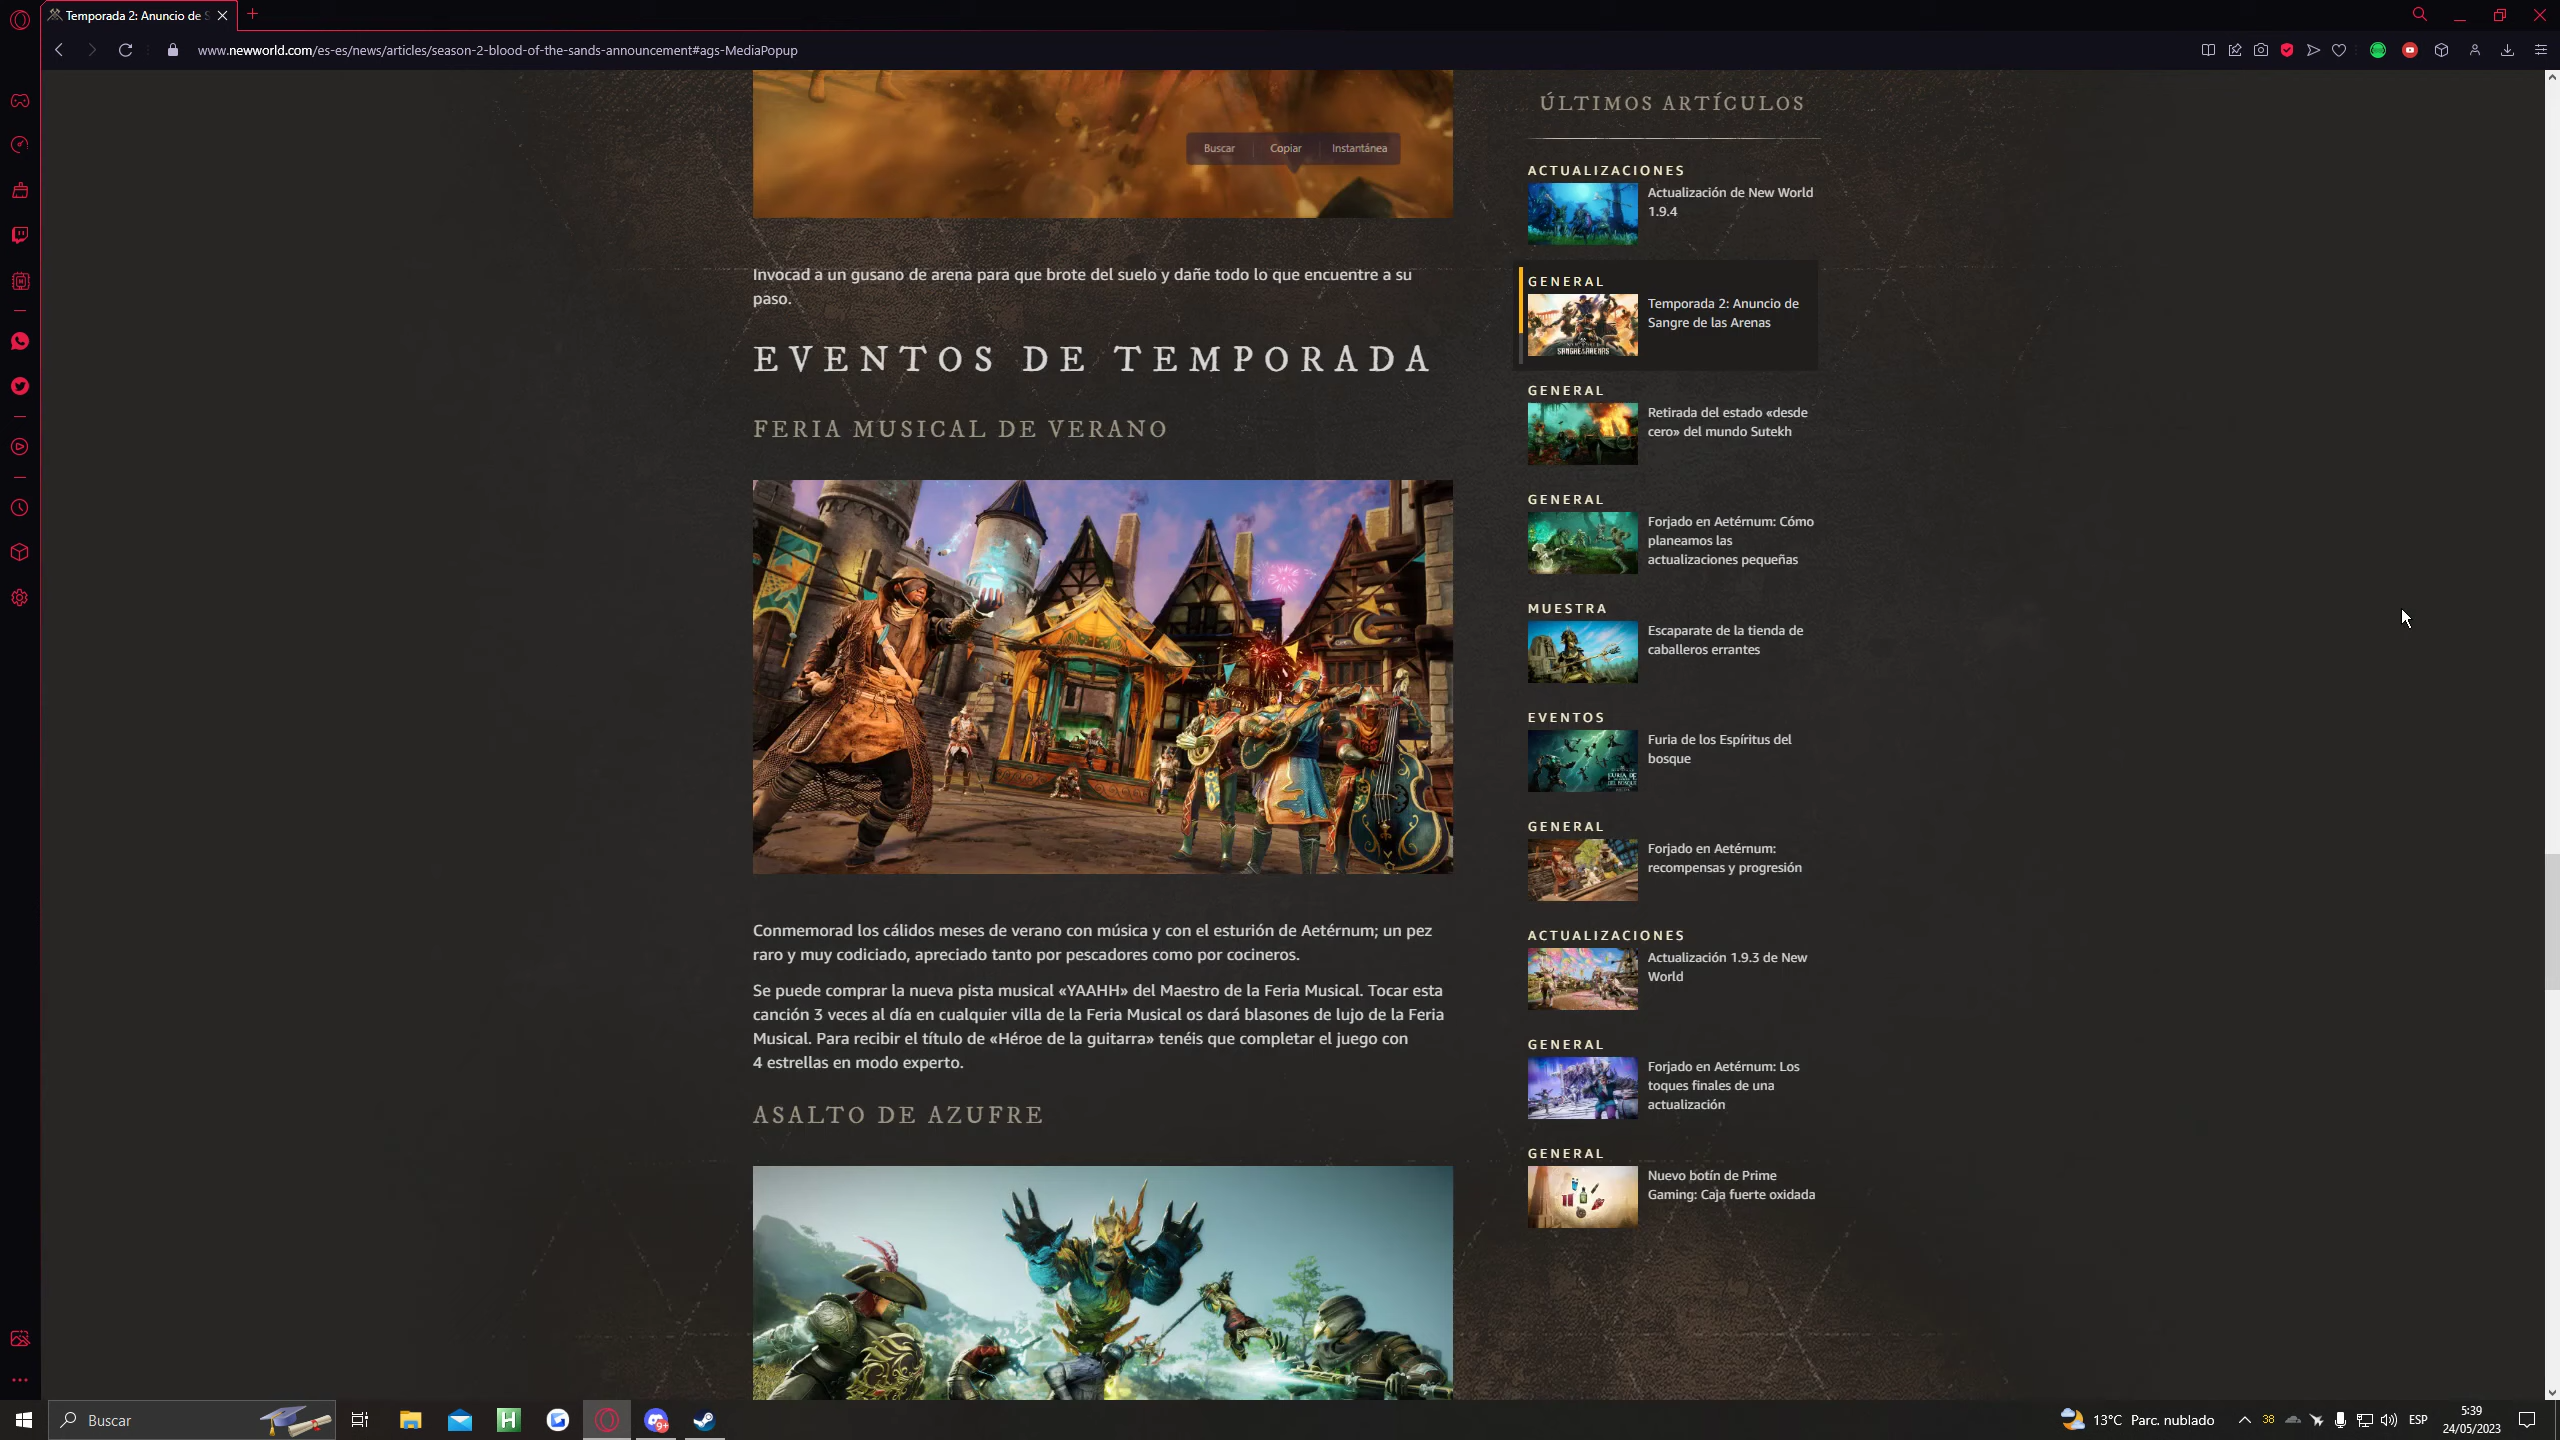 Temporada 2: Anuncio de S
www.newworld.com/es-es/news/articles/season-2-blood-of-the-sands-announcement#ags-MediaPopup
Buscar
Copiar
Instantánea
Invocad a un gusano de arena para que brote del suelo y dañe todo lo que encuentre a su
paso.
EVENTOS DE TEMPORADA
FERIA MUSICAL DE VERANO
Conmemorad los cálidos meses de verano con música y con el esturión de Aetérnum; un pez
raro y muy codiciado, apreciado tanto por pescadores como por cocineros.
Se puede comprar la nueva pista musical «YAAHH» del Maestro de la Feria Musical. Tocar esta
canción 3 veces al día en cualquier villa de la Feria Musical os dará blasones de lujo de la Feria
Musical. Para recibir el título de «Héroe de la guitarra» tenéis que completar el juego con
4 estrellas en modo experto.
ASALTO DE AZUFRE
ÚLTIMOS ARTÍCULOS
ACTUALIZACIONES
Actualización de New World
1.9.4
GENERAL
Temporada 2: Anuncio de
Sangre de las Arenas
SANGRE DE LAS ARENAS
GENERAL
Retirada del estado «desde
cero» del mundo Sutekh
GENERAL
Forjado en Aetérnum: Cómo
planeamos las
actualizaciones pequeñas
MUESTRA
Escaparate de la tienda de
caballeros errantes
EVENTOS
Furia de los Espíritus del
bosque
GENERAL
Forjado en Aetérnum:
recompensas y progresión
ACTUALIZACIONES
Actualización 1.9.3 de New
World
GENERAL
Forjado en Aetérnum: Los
toques finales de una
actualización
GENERAL
Nuevo botín de Prime
Gaming: Caja fuerte oxidada
Buscar
9+
13°C Parc. nublado
38
ESP
5:39
24/05/2023